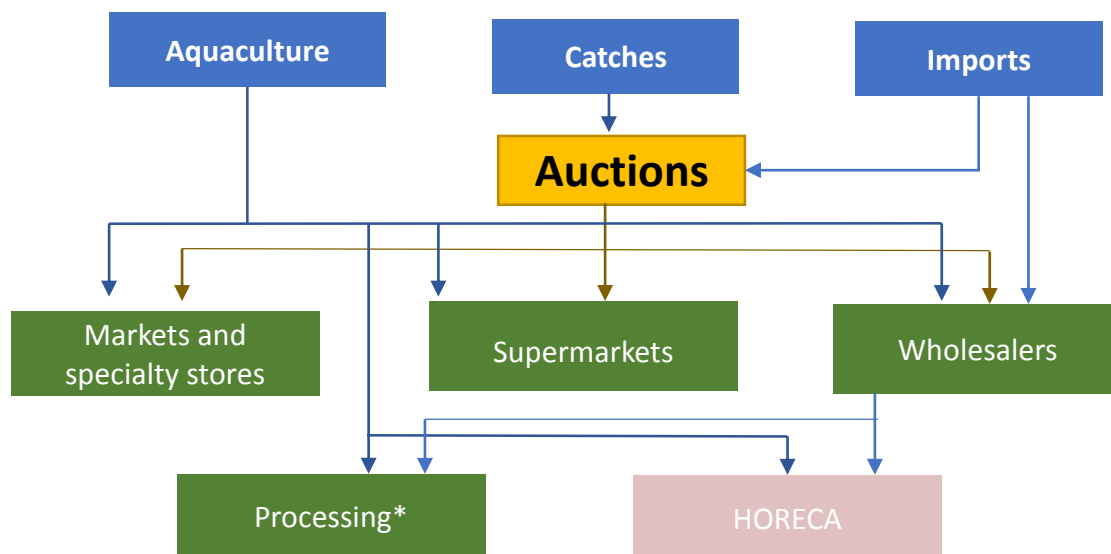 Aquaculture
Catches
Imports
Auctions
Markets and
specialty stores
Supermarkets
Wholesalers
Processing*
HORECA